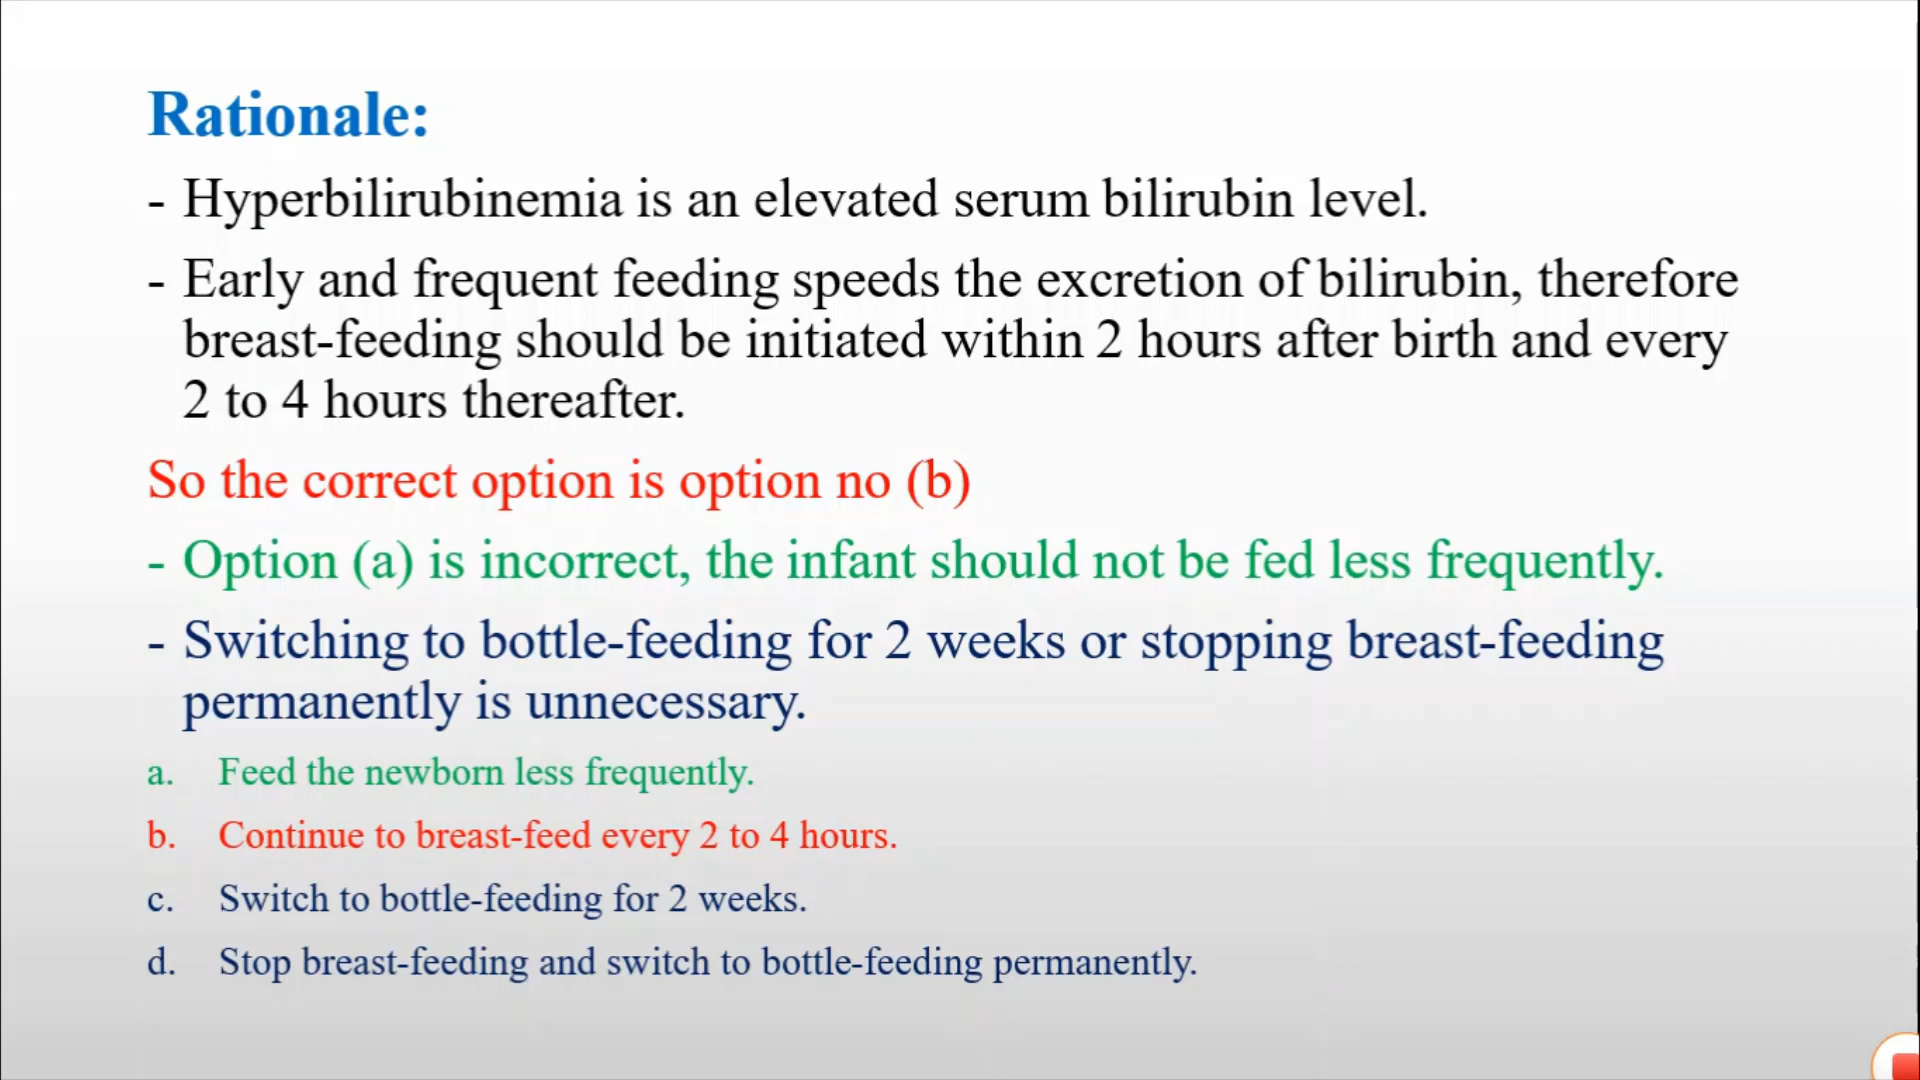 Rationale:
- Hyperbilirubinemia is an elevated serum bilirubin level.
- Early and frequent feeding speeds the excretion of bilirubin, therefore
breast-feeding should be initiated within 2 hours after birth and every
2 to 4 hours thereafter.
So the correct option is option no (b)
- Option (a) is incorrect, the infant should not be fed less frequently.
- Switching to bottle-feeding for 2 weeks or stopping breast-feeding
permanently is unnecessary.
a. Feed the newborn less frequently.
b. Continue to breast-feed every 2 to 4 hours.
c. Switch to bottle-feeding for 2 weeks.
d. Stop breast-feeding and switch to bottle-feeding permanently.